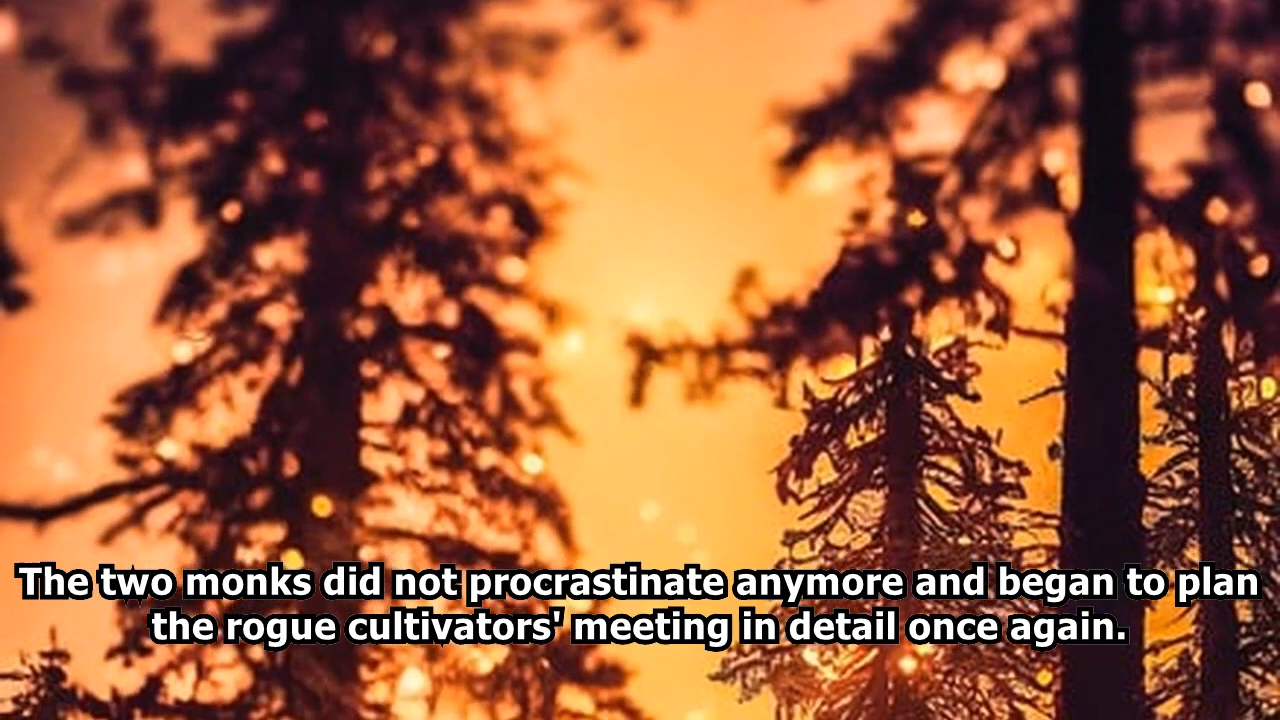 The two monks did not procrastinate anymore and began to plan
the rogue cultivators' meeting in detail once again.